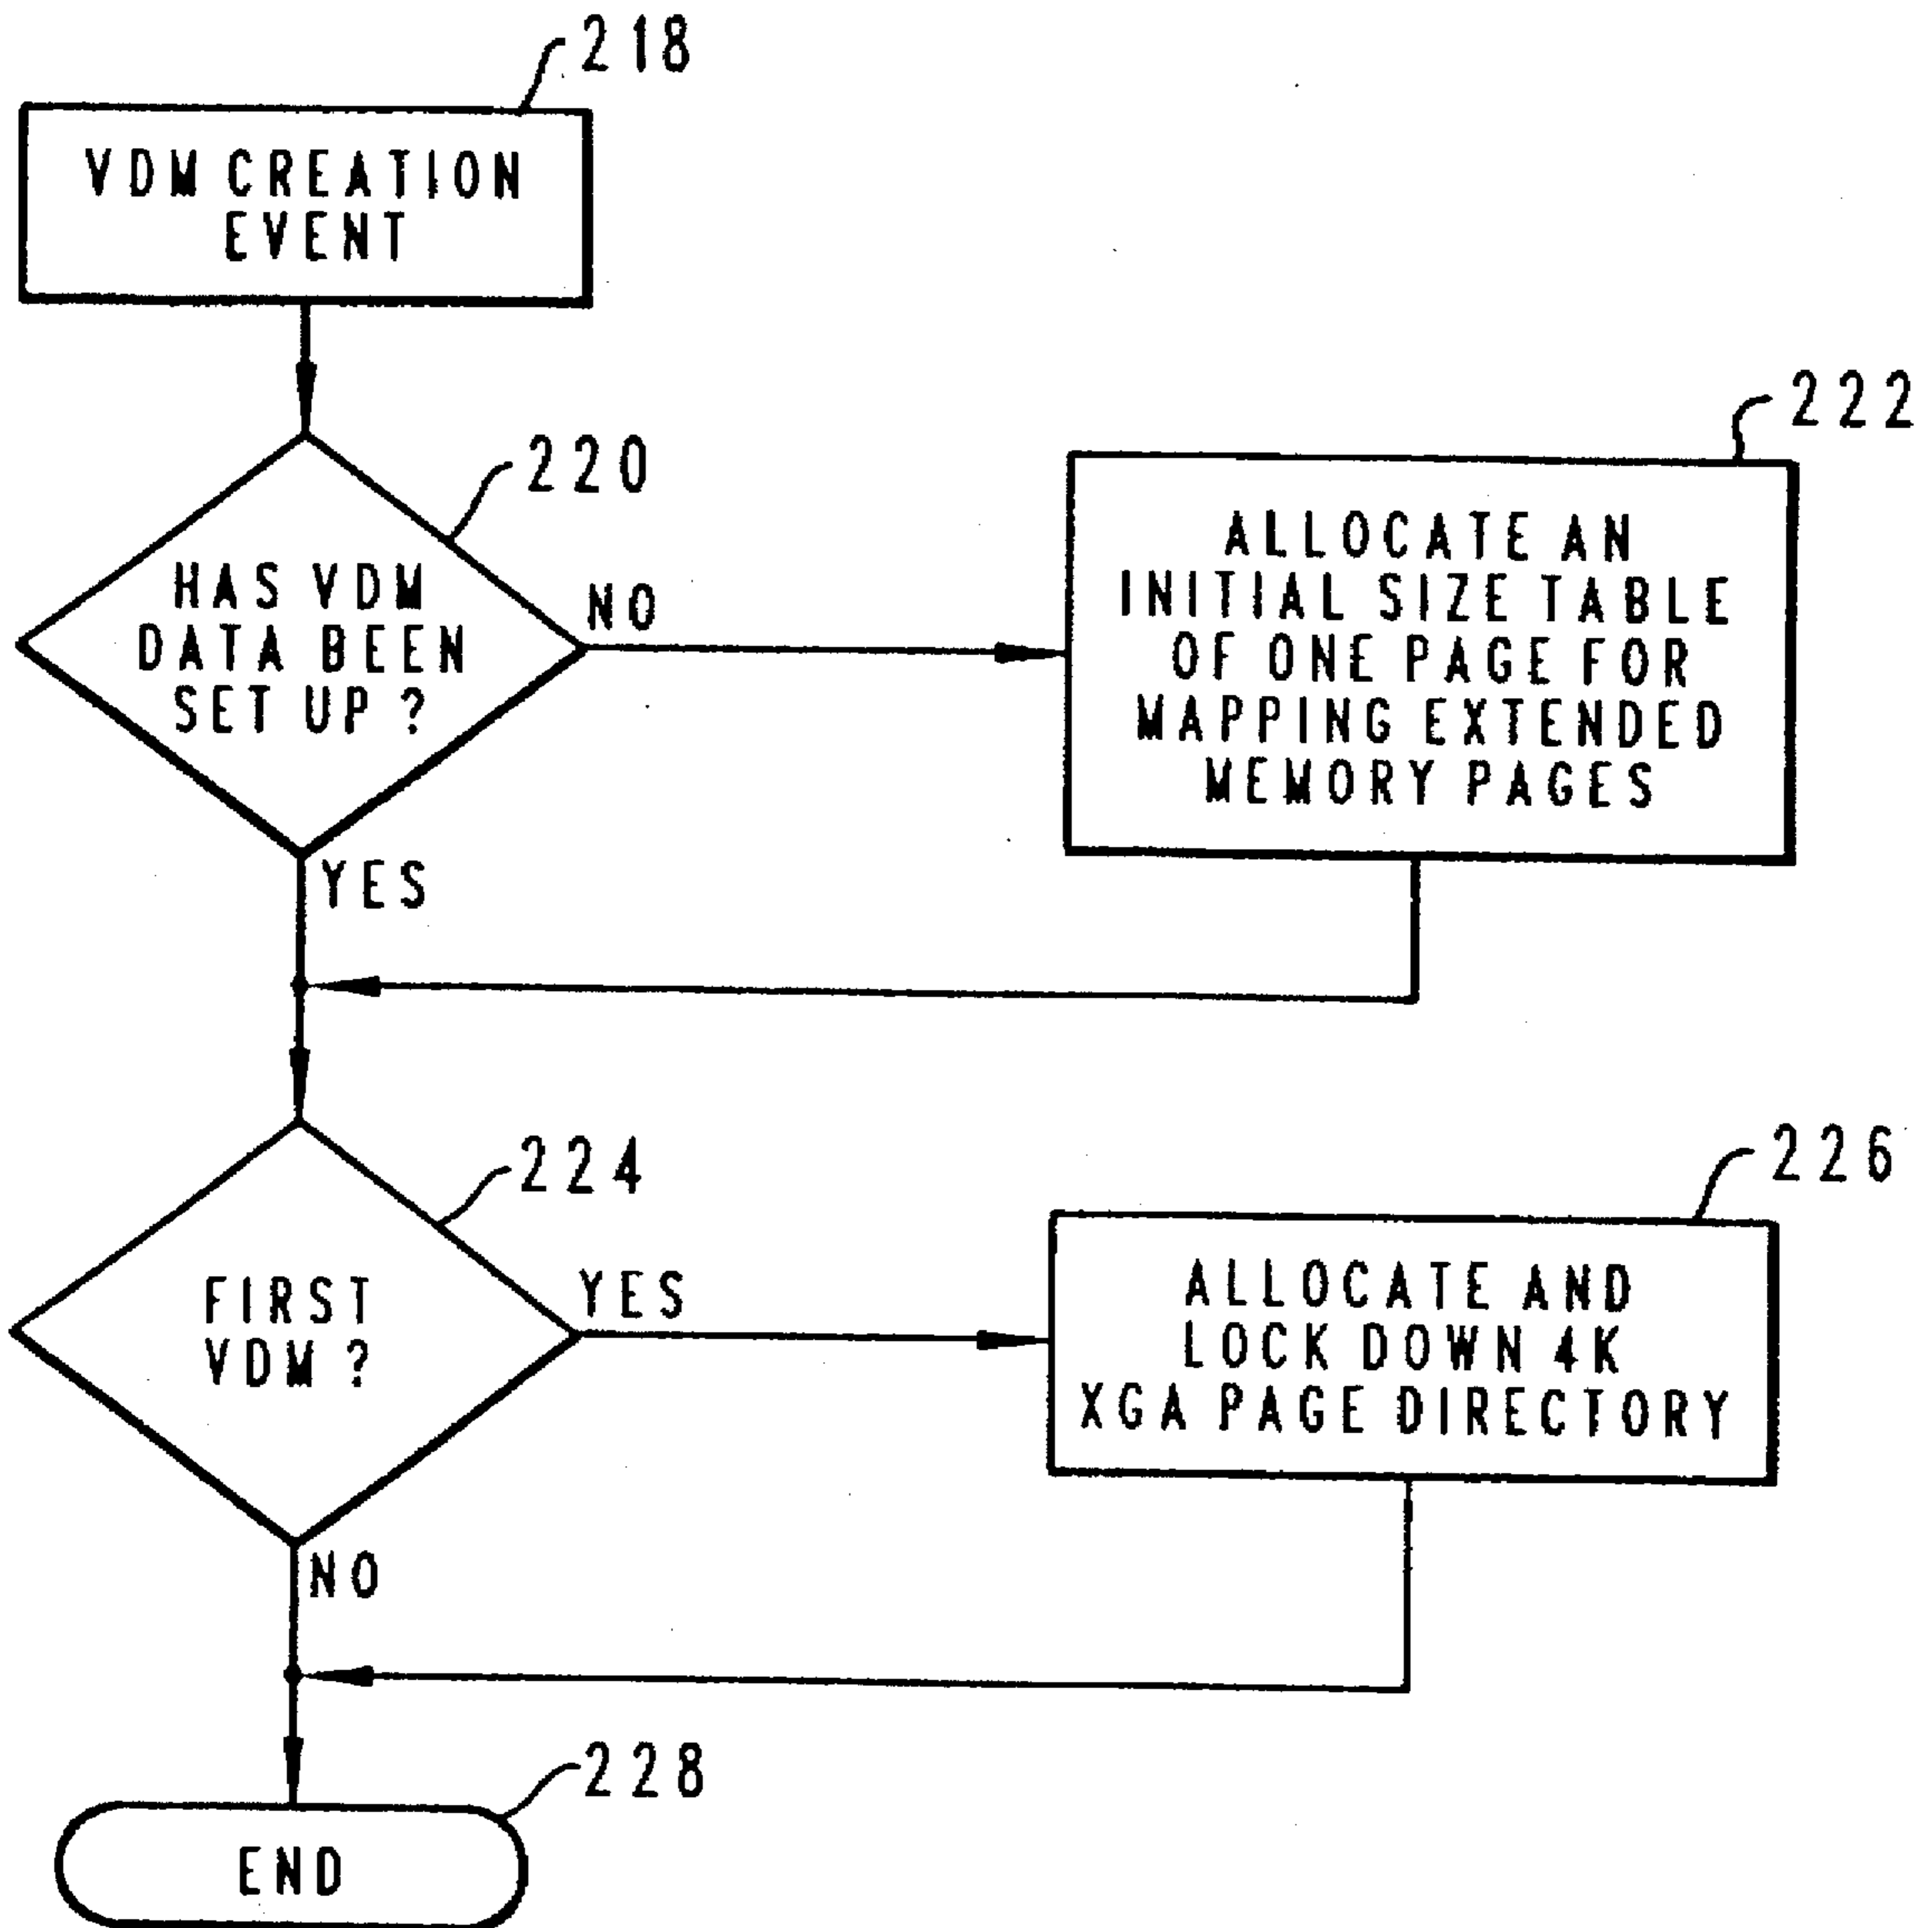 218
VDM CREATION
EVENT
220
HAS VDM
DATA BEEN
SET UP ?
NO
YES
222
ALLOCATE AN
INITIAL SIZE TABLE
OF ONE PAGE FOR
MAPPING EXTENDED
MEMORY PAGES
224
FIRST
VDM ?
YES
NO
226
ALLOCATE AND
LOCK DOWN 4K
XGA PAGE DIRECTORY
228
END